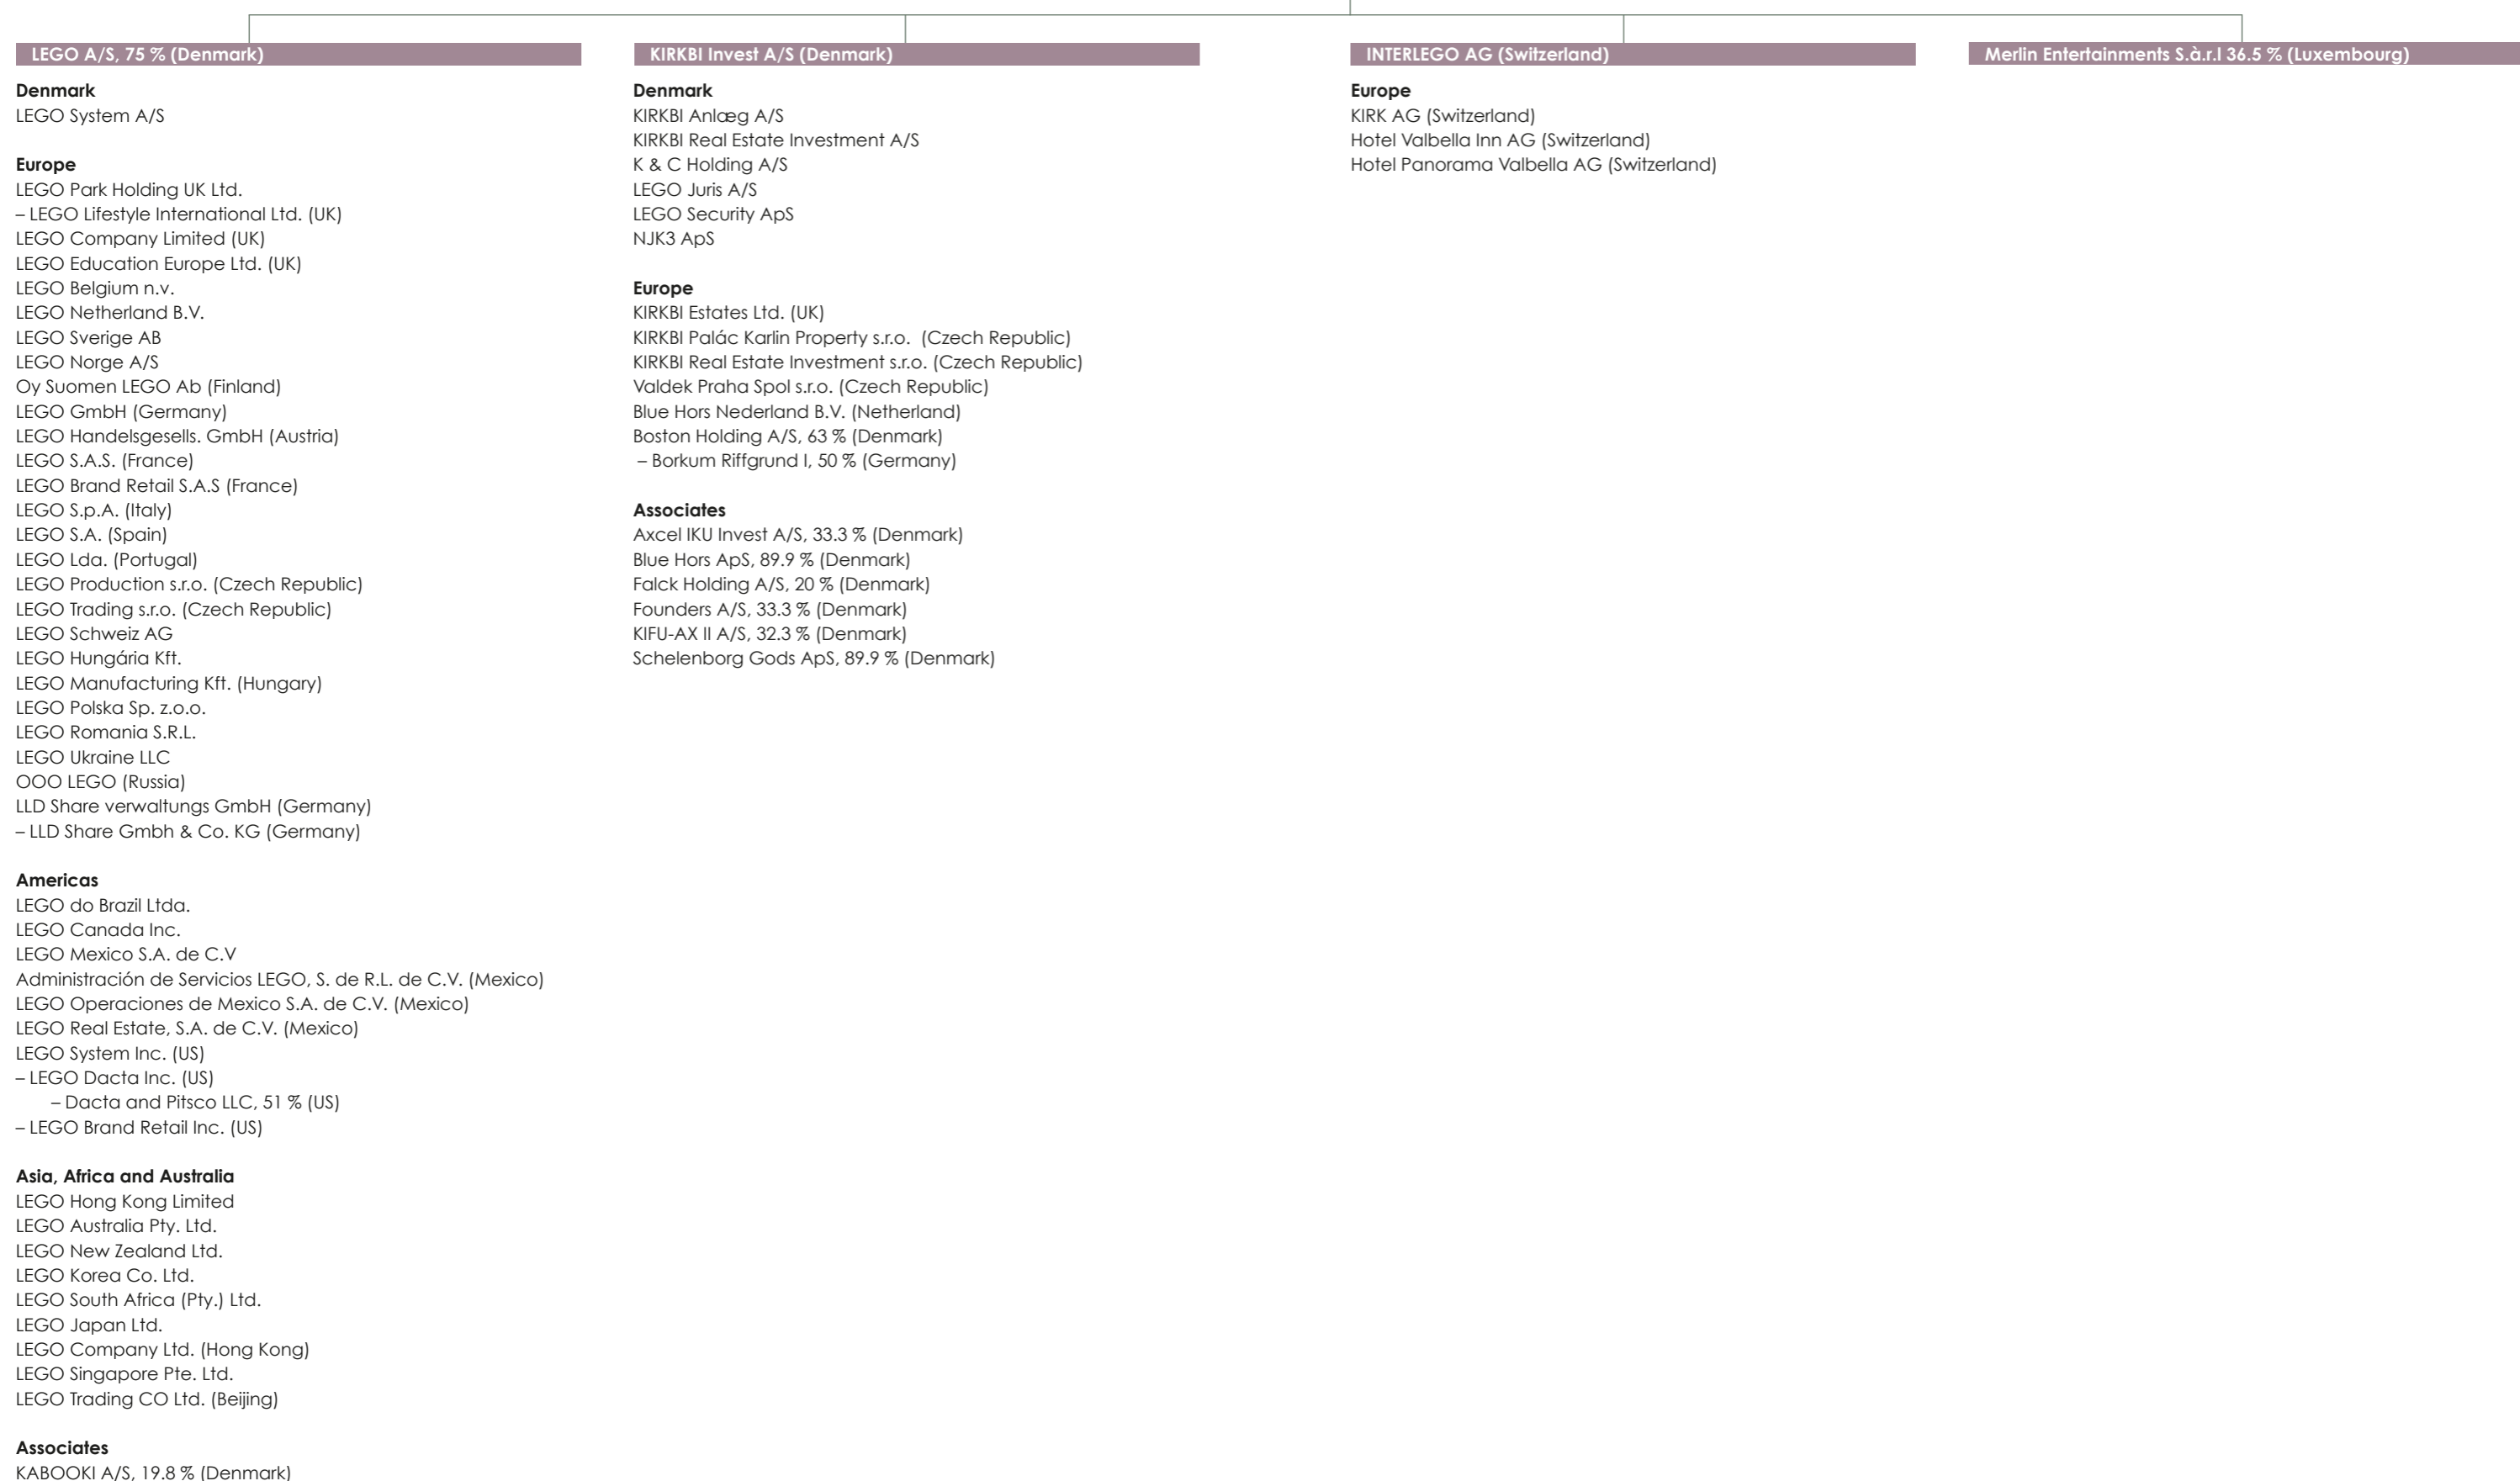 LEGO A/S, 75 % (Denmark)
Denmark
LEGO System A/S
Europe
LEGO Park Holding UK Ltd.
– LEGO Lifestyle International Ltd. (UK)
LEGO Company Limited (UK)
LEGO Education Europe Ltd. (UK)
LEGO Belgium n.v.
LEGO Netherland B.V.
LEGO Sverige AB
LEGO Norge A/S
Oy Suomen LEGO Ab (Finland)
LEGO GmbH (Germany)
LEGO Handelsgesells. GmbH (Austria)
LEGO S.A.S. (France)
LEGO Brand Retail S.A.S (France)
LEGO S.p.A. (Italy)
LEGO S.A. (Spain)
LEGO Lda. (Portugal)
LEGO Production s.r.o. (Czech Republic)
LEGO Trading s.r.o. (Czech Republic)
LEGO Schweiz AG
LEGO Hungária Kft.
LEGO Manufacturing Kft. (Hungary)
LEGO Polska Sp. z.o.o.
LEGO Romania S.R.L.
LEGO Ukraine LLC
OOO LEGO (Russia)
LLD Share verwaltungs GmbH (Germany)
– LLD Share Gmbh & Co. KG (Germany)
Americas
LEGO do Brazil Ltda.
LEGO Canada Inc.
LEGO Mexico S.A. de C.V
Administración de Servicios LEGO, S. de R.L. de C.V. (Mexico)
LEGO Operaciones de Mexico S.A. de C.V. (Mexico)
LEGO Real Estate, S.A. de C.V. (Mexico)
LEGO System Inc. (US)
– LEGO Dacta Inc. (US)
– Dacta and Pitsco LLC, 51 % (US)
– LEGO Brand Retail Inc. (US)
Asia, Africa and Australia
LEGO Hong Kong Limited
LEGO Australia Pty. Ltd.
LEGO New Zealand Ltd.
LEGO Korea Co. Ltd.
LEGO South Africa (Pty.) Ltd.
LEGO Japan Ltd.
LEGO Company Ltd. (Hong Kong)
LEGO Singapore Pte. Ltd.
LEGO Trading CO Ltd. (Beijing)
Associates
KABOOKI A/S, 19.8 % (Denmark)
KIRKBI Invest A/S (Denmark)
Denmark
KIRKBI Anlæg A/S
KIRKBI Real Estate Investment A/S
K & C Holding A/S
LEGO Juris A/S
LEGO Security ApS
NJK3 ApS
Europe
KIRKBI Estates Ltd. (UK)
KIRKBI Palác Karlin Property s.r.o. (Czech Republic)
KIRKBI Real Estate Investment s.r.o. (Czech Republic)
Valdek Praha Spol s.r.o. (Czech Republic)
Blue Hors Nederland B.V. (Netherland)
Boston Holding A/S, 63 % (Denmark)
– Borkum Riffgrund I, 50 % (Germany)
Associates
Axcel IKU Invest A/S, 33.3 % (Denmark)
Blue Hors ApS, 89.9 % (Denmark)
Falck Holding A/S, 20 % (Denmark)
Founders A/S, 33.3 % (Denmark)
KIFU-AX II A/S, 32.3 % (Denmark)
Schelenborg Gods ApS, 89.9 % (Denmark)
INTERLEGO AG (Switzerland)
Europe
KIRK AG (Switzerland)
Hotel Valbella Inn AG (Switzerland)
Hotel Panorama Valbella AG (Switzerland)
Merlin Entertainments S.à.r.l 36.5 % (Luxembourg)